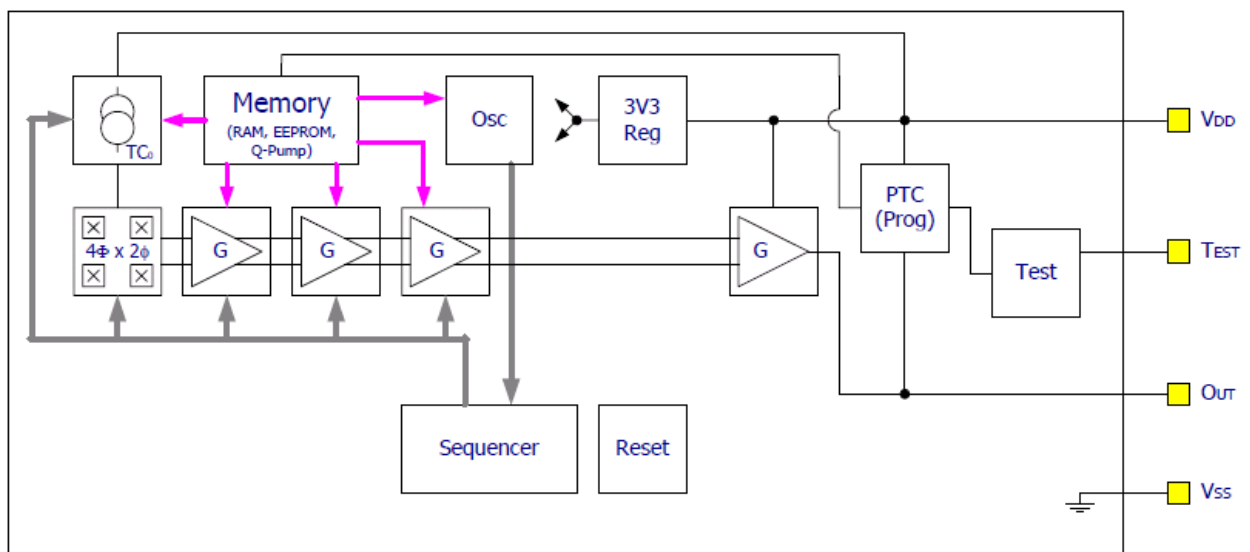 Memory
(RAM, EEPROM,
Q-Pump)
TC₀
Osc
3V3
Reg
VDD
PTC
(Prog)
4Φ x 2ϕ
G
G
G
G
Test
TEST
OUT
Sequencer
Reset
VSS